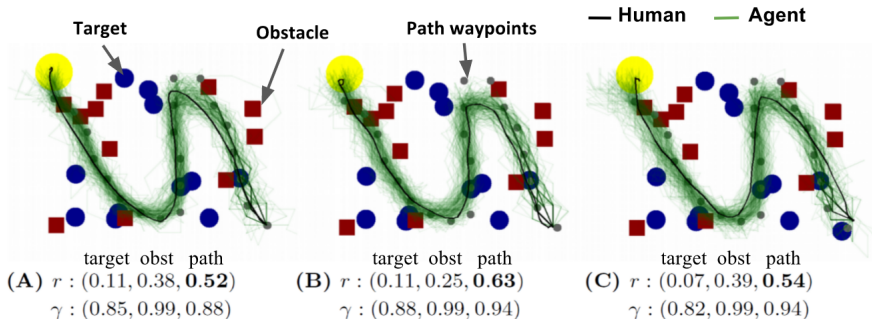 Human Agent
Target Obstacle Path waypoints
target obst path target obst path target obst path
(A) r : (0.11, 0.38, 0.52) (B) r : (0.11, 0.25, 0.63) (C) r : (0.07, 0.39, 0.54)
γ : (0.85, 0.99, 0.88) γ : (0.88, 0.99, 0.94) γ : (0.82, 0.99, 0.94)